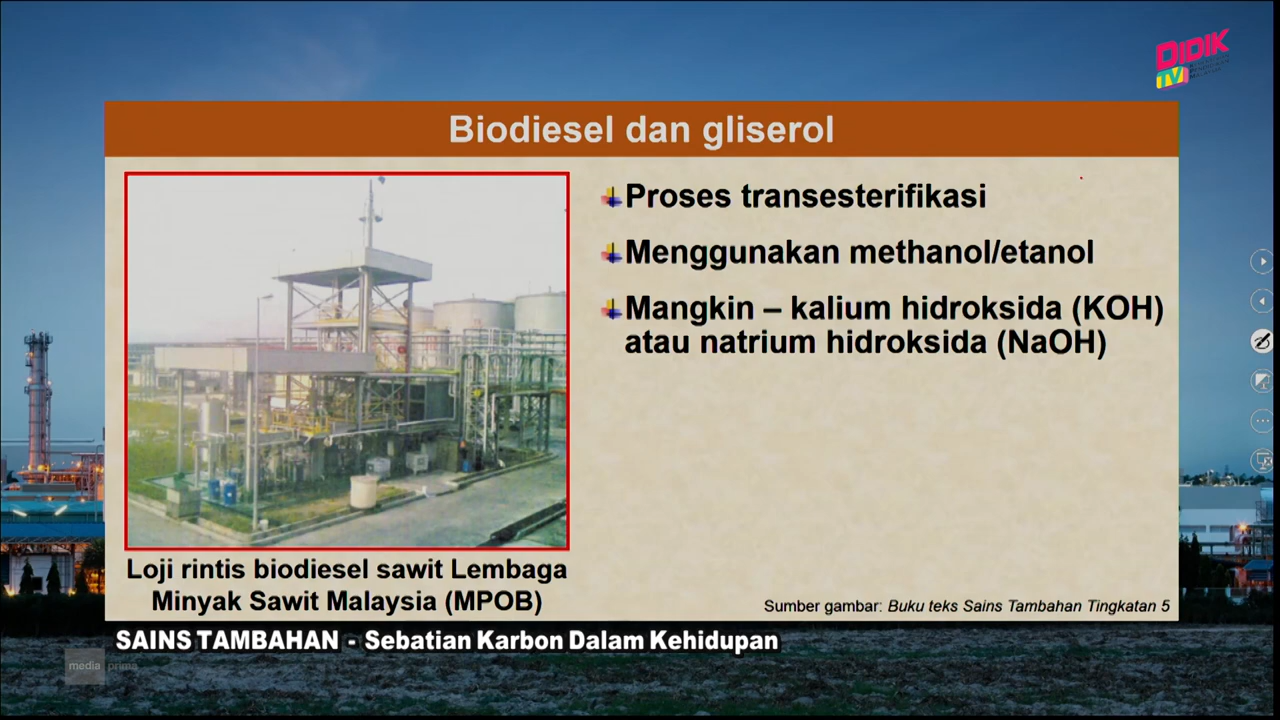 DIDIK
TV
Biodiesel dan gliserol
Proses transesterifikasi
Menggunakan methanol/etanol
Mangkin – kalium hidroksida (KOH)
atau natrium hidroksida (NaOH)
Loji rintis biodiesel sawit Lembaga
Minyak Sawit Malaysia (MPOB)
Sumber gambar: Buku teks Sains Tambahan Tingkatan 5
SAINS TAMBAHAN - Sebatian Karbon Dalam Kehidupan
media prima